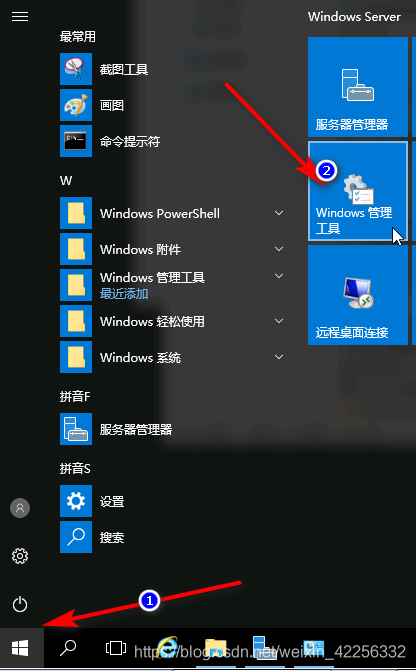 Windows Server
最常用
截图工具
画图
命令提示符
W
Windows PowerShell
Windows 附件
Windows 管理工具
最近添加
Windows 轻松使用
Windows 系统
拼音F
服务器管理器
拼音S
设置
搜索
服务器管理器
2
Windows 管理
工具
远程桌面连接
1
https://blog.csdn.net/weixin_42256332